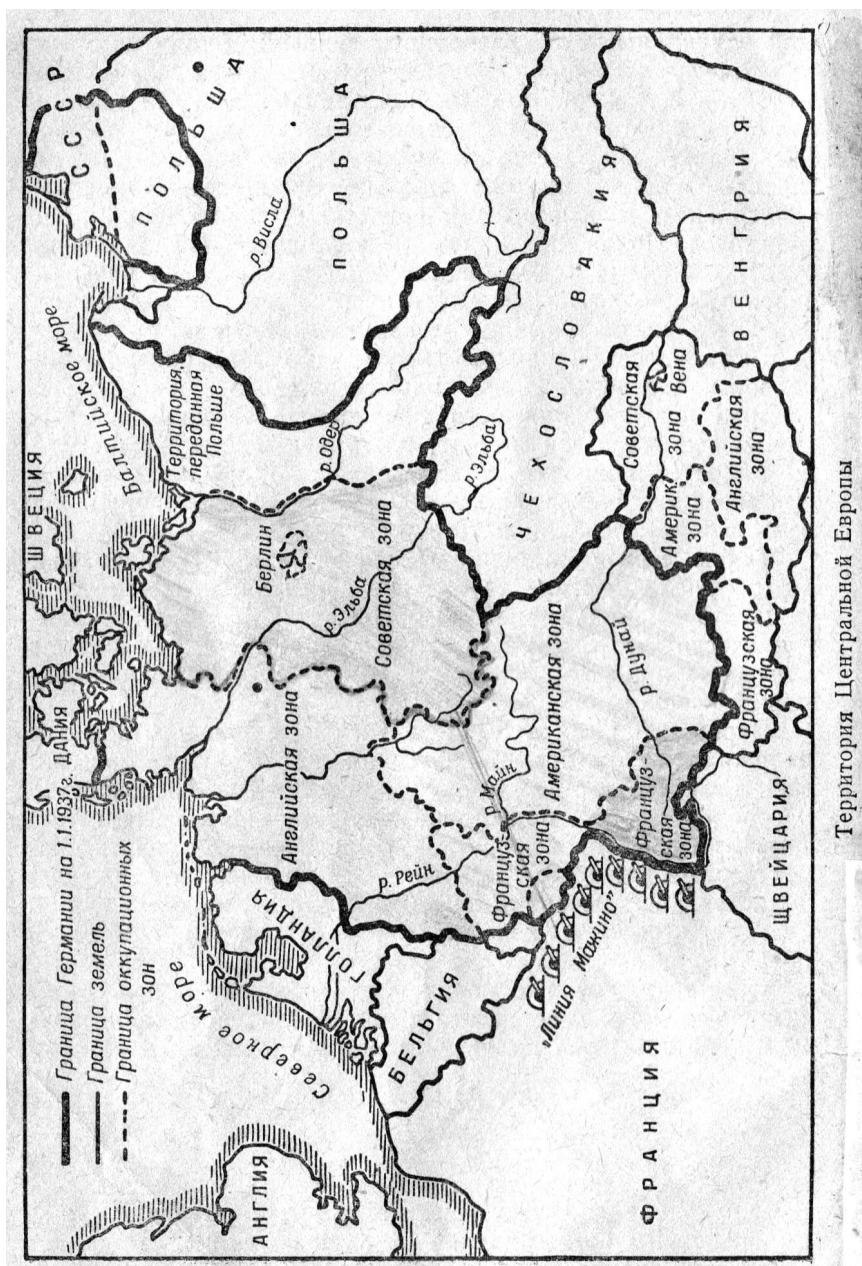 Граница Германии на 1.1.1937г.
Граница земель
Граница оккупационных
зон
ДАНИЯ
ШВЕЦИЯ
Балтийское море
СССР
ПОЛЬША
АНГЛИЯ
Северное море
ГОЛЛАНДИЯ
Английская зона
р. Эльба
Берлин
Территория,
переданная
Польше
р. Висла
ПОЛЬША
р. Одер
Советская зона
БЕЛЬГИЯ
р. Рейн
Француз-
ская
зона
р. Майн
Американская зона
р. Эльба
ЧЕХОСЛОВАКИЯ
„Линия Мажино”
Француз-
ская
зона
р. Дунай
Советская
зона
Вена
Америк.
зона
Английская
зона
Французская
зона
ВЕНГРИЯ
ФРАНЦИЯ
ЩВЕЙЦАРИЯ
Территория Центральной Европы